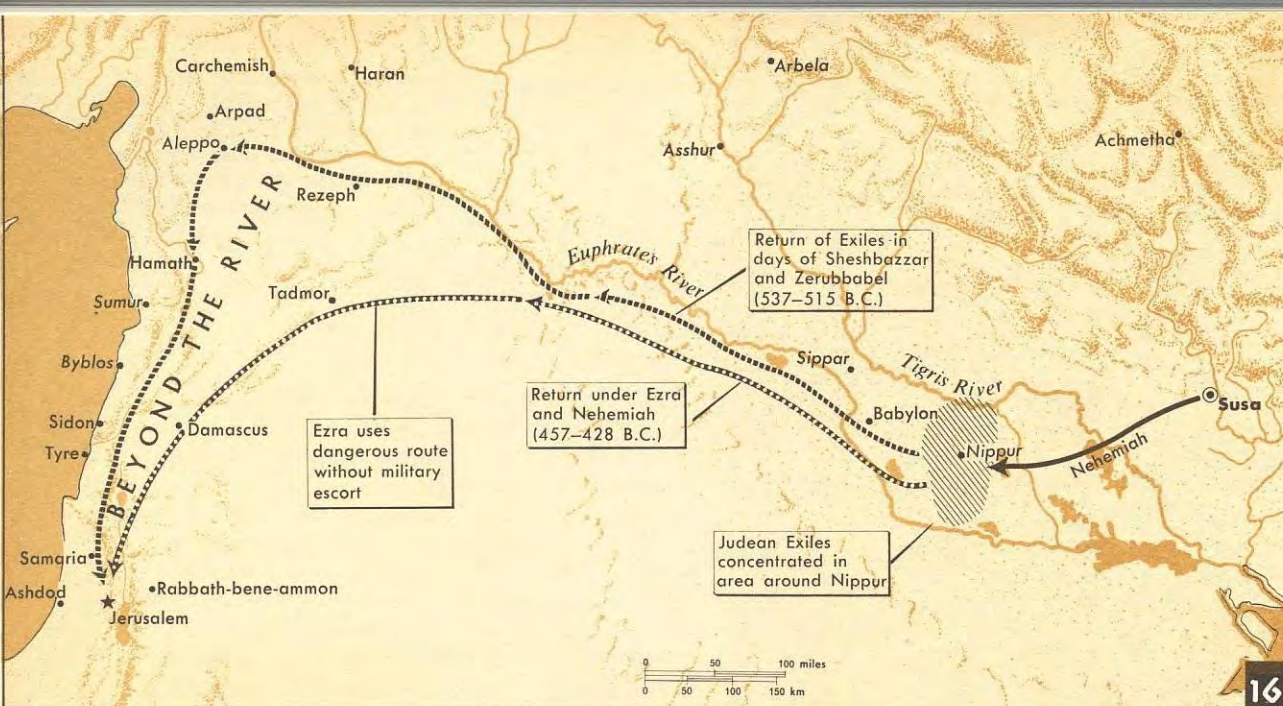 Carchemish
Haran
Arbela
Arpad
Achmetha
Aleppo
Asshur
Rezeph
Euphrates River
Return of Exiles in
days of Sheshbazzar
and Zerubbabel
(537–515 B.C.)
Hamath
BEYOND THE RIVER
Tadmor
Sumur
Byblos
Sippar
Tigris River
Susa
Return under Ezra
and Nehemiah
(457–428 B.C.)
Babylon
Nippur
Nehemiah
Sidon
Damascus
Tyre
Ezra uses
dangerous route
without military
escort
Judean Exiles
concentrated in
area around Nippur
Samaria
Ashdod
Rabbath-bene-ammon
Jerusalem
0 50 100 miles
0 50 100 150 km
16